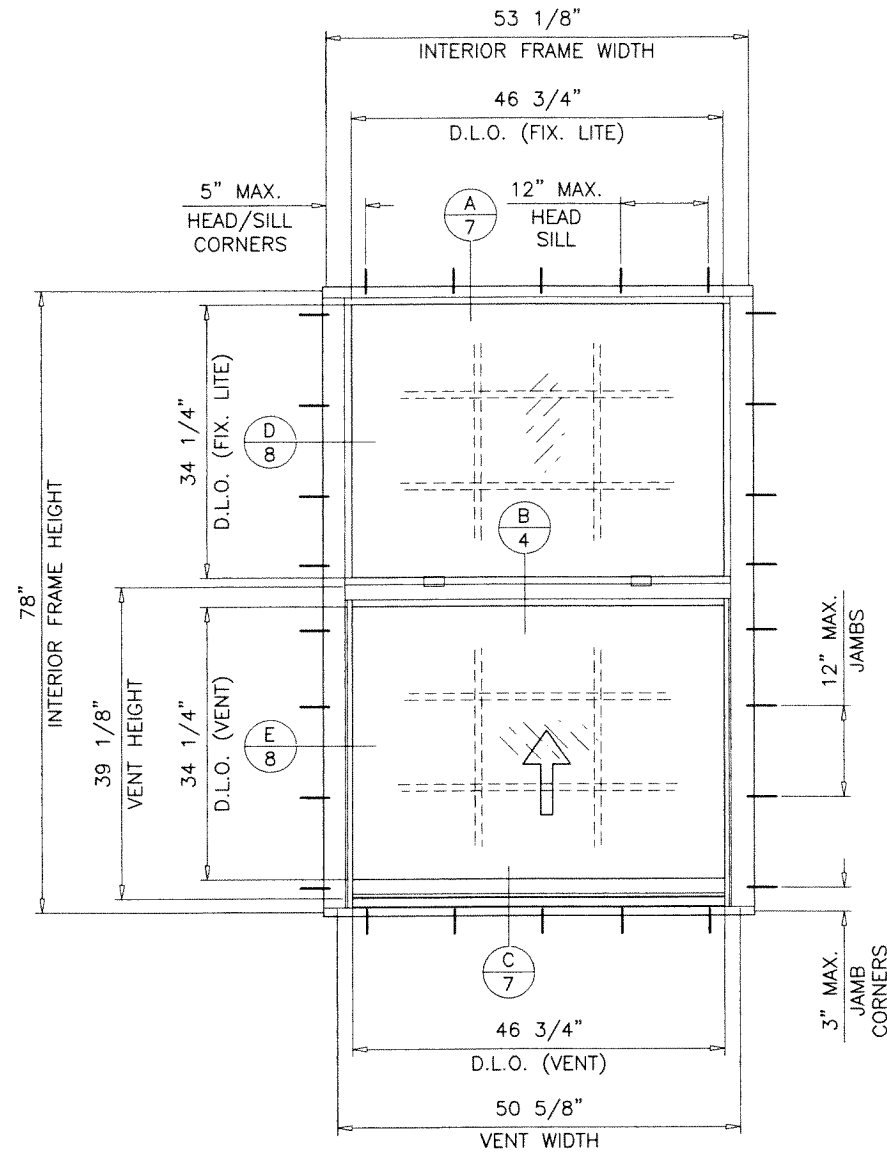 53 1/8"
INTERIOR FRAME WIDTH
46 3/4"
D.L.O. (FIX. LITE)
5" MAX.
HEAD/SILL
CORNERS
A
7
12" MAX.
HEAD
SILL
78"
INTERIOR FRAME HEIGHT
34 1/4"
D.L.O. (FIX. LITE)
D
8
B
4
39 1/8"
VENT HEIGHT
34 1/4"
D.L.O. (VENT)
E
8
12" MAX.
JAMBS
C
7
3" MAX.
JAMB
CORNERS
46 3/4"
D.L.O. (VENT)
50 5/8"
VENT WIDTH